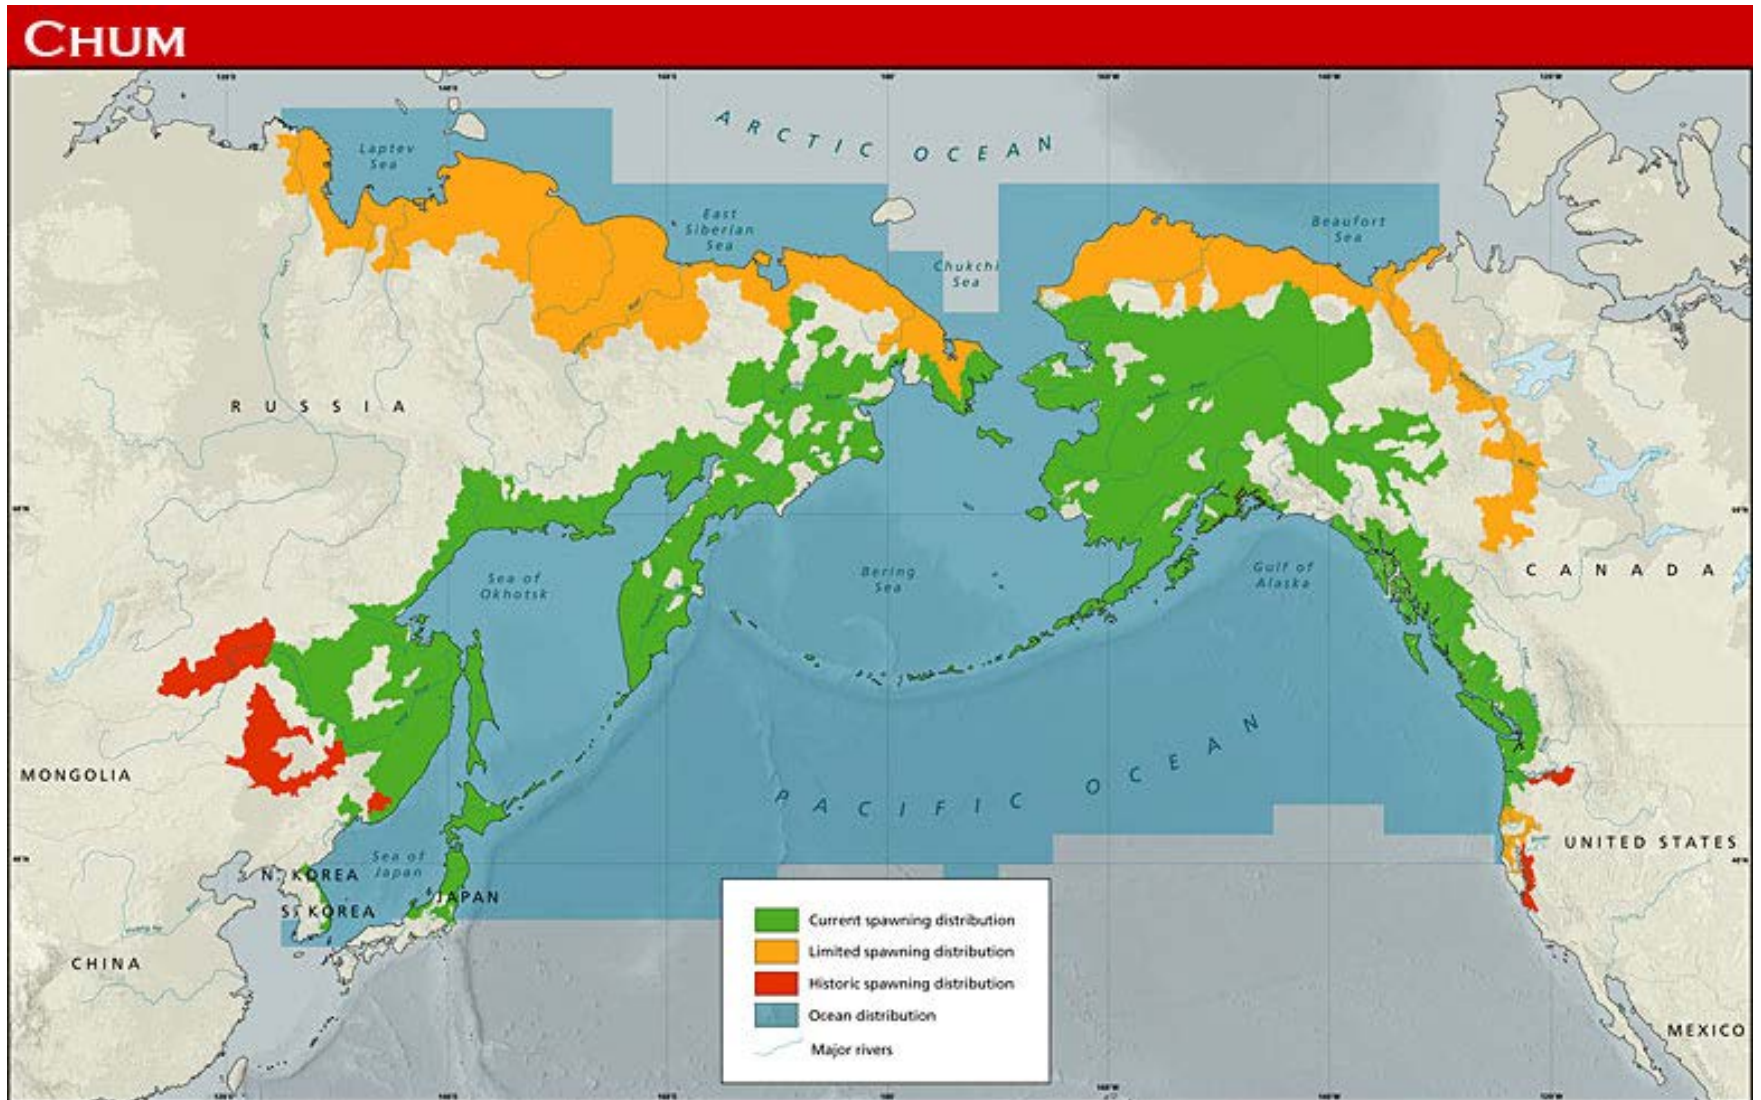 CHUM
ARCTIC OCEAN
Laptev
Sea
East
Siberian
Sea
Chukchi
Sea
Beaufort
Sea
RUSSIA
Sea of
Okhotsk
Bering
Sea
Gulf of
Alaska
CANADA
MONGOLIA
PACIFIC OCEAN
UNITED STATES
Sea of
Japan
N. KOREA
JAPAN
S. KOREA
CHINA
MEXICO
Current spawning distribution
Limited spawning distribution
Historic spawning distribution
Ocean distribution
Major rivers